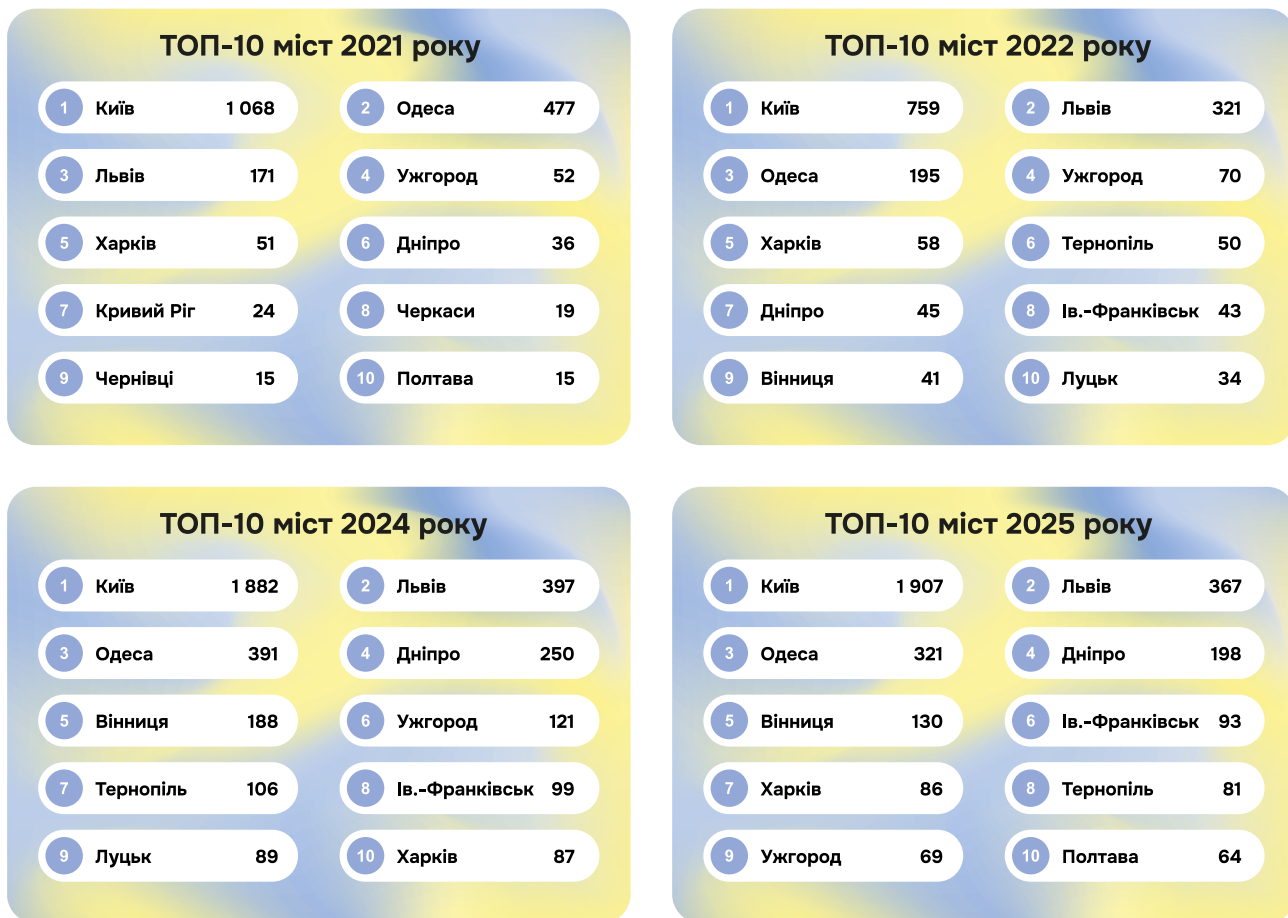 ТОП-10 міст 2021 року
1 Київ 1 068
2 Одеса 477
3 Львів 171
4 Ужгород 52
5 Харків 51
6 Дніпро 36
7 Кривий Ріг 24
8 Черкаси 19
9 Чернівці 15
10 Полтава 15
ТОП-10 міст 2022 року
1 Київ 759
2 Львів 321
3 Одеса 195
4 Ужгород 70
5 Харків 58
6 Тернопіль 50
7 Дніпро 45
8 Ів.-Франківськ 43
9 Вінниця 41
10 Луцьк 34
ТОП-10 міст 2024 року
1 Київ 1 882
2 Львів 397
3 Одеса 391
4 Дніпро 250
5 Вінниця 188
6 Ужгород 121
7 Тернопіль 106
8 Ів.-Франківськ 99
9 Луцьк 89
10 Харків 87
ТОП-10 міст 2025 року
1 Київ 1 907
2 Львів 367
3 Одеса 321
4 Дніпро 198
5 Вінниця 130
6 Ів.-Франківськ 93
7 Харків 86
8 Тернопіль 81
9 Ужгород 69
10 Полтава 64